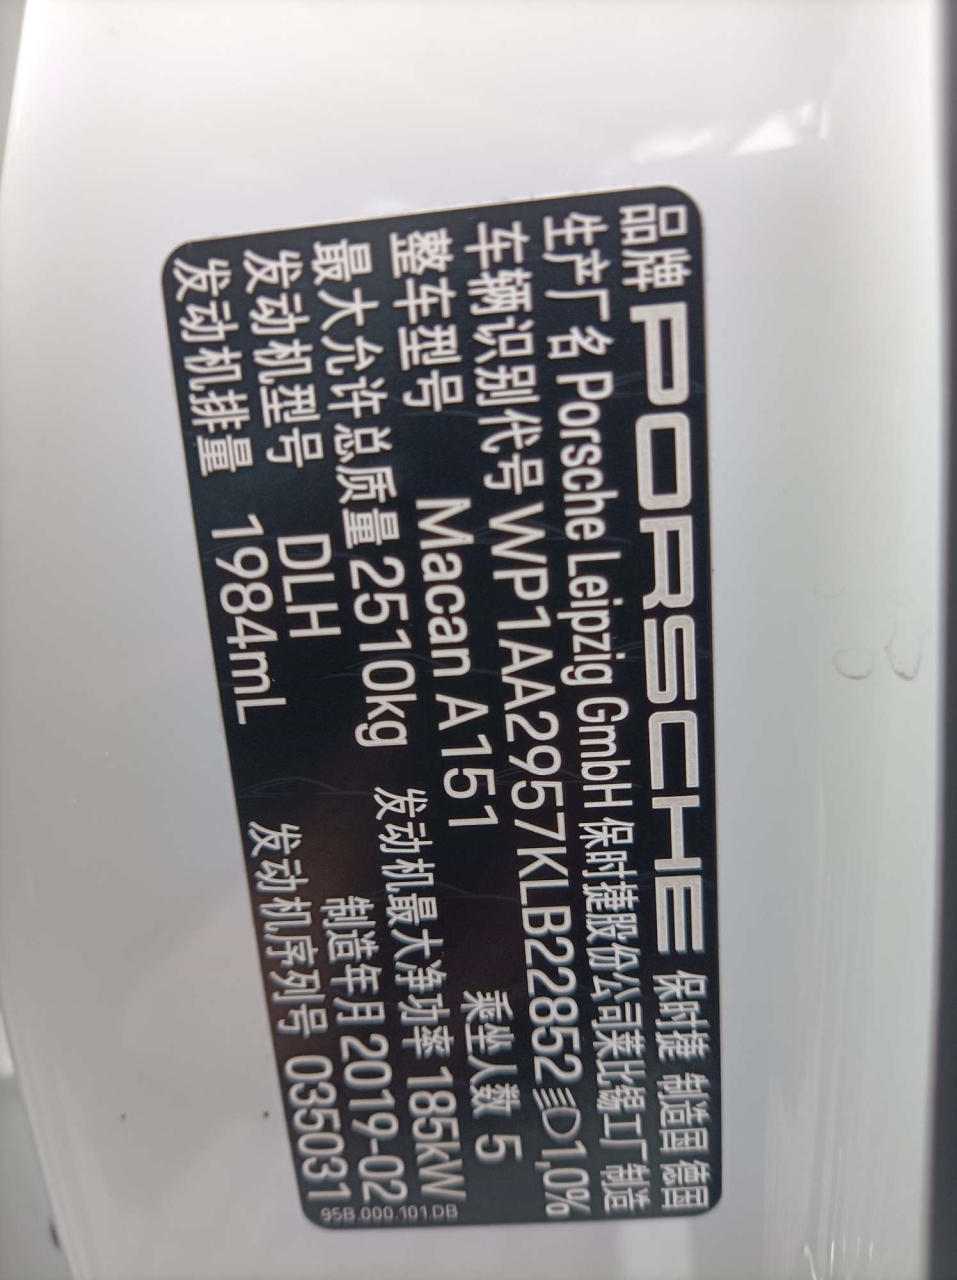 品牌 PORSCHE 保时捷 制造国 德国
生产厂名 Porsche Leipzig GmbH 保时捷股份公司莱比锡工厂制造
车辆识别代号 WP1AA2957KLB22852 1,0%
整车型号 Macan A151 乘坐人数 5
最大允许总质量 2510kg 发动机最大净功率 185kW
发动机型号 DLH 制造年月 2019-02
发动机排量 1984mL 发动机序列号 035031
95B.000.101.DB